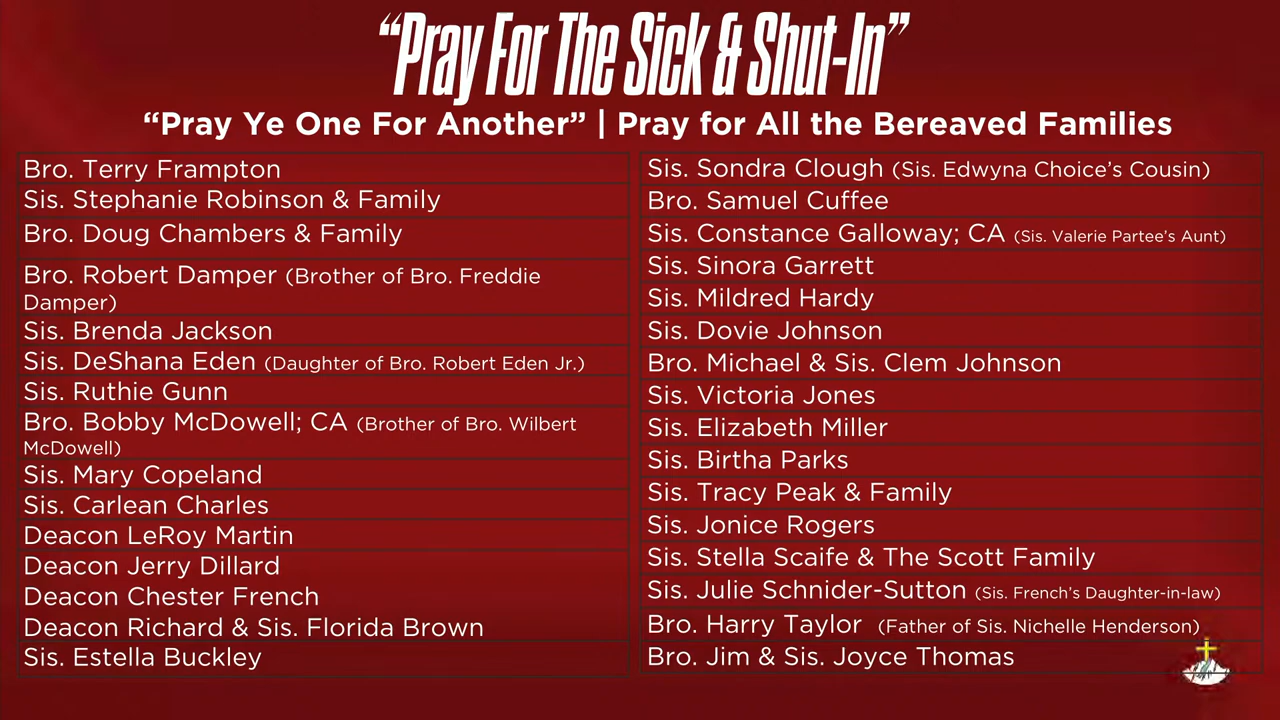 “Pray For The Sick & Shut-In”
“Pray Ye One For Another” | Pray for All the Bereaved Families
Bro. Terry Frampton
Sis. Stephanie Robinson & Family
Bro. Doug Chambers & Family
Bro. Robert Damper (Brother of Bro. Freddie
Damper)
Sis. Brenda Jackson
Sis. DeShana Eden (Daughter of Bro. Robert Eden Jr.)
Sis. Ruthie Gunn
Bro. Bobby McDowell; CA (Brother of Bro. Wilbert
McDowell)
Sis. Mary Copeland
Sis. Carlean Charles
Deacon LeRoy Martin
Deacon Jerry Dillard
Deacon Chester French
Deacon Richard & Sis. Florida Brown
Sis. Estella Buckley
Sis. Sondra Clough (Sis. Edwyna Choice’s Cousin)
Bro. Samuel Cuffee
Sis. Constance Galloway; CA (Sis. Valerie Partee’s Aunt)
Sis. Sinora Garrett
Sis. Mildred Hardy
Sis. Dovie Johnson
Bro. Michael & Sis. Clem Johnson
Sis. Victoria Jones
Sis. Elizabeth Miller
Sis. Birtha Parks
Sis. Tracy Peak & Family
Sis. Jonice Rogers
Sis. Stella Scaife & The Scott Family
Sis. Julie Schnider-Sutton (Sis. French’s Daughter-in-law)
Bro. Harry Taylor (Father of Sis. Nichelle Henderson)
Bro. Jim & Sis. Joyce Thomas